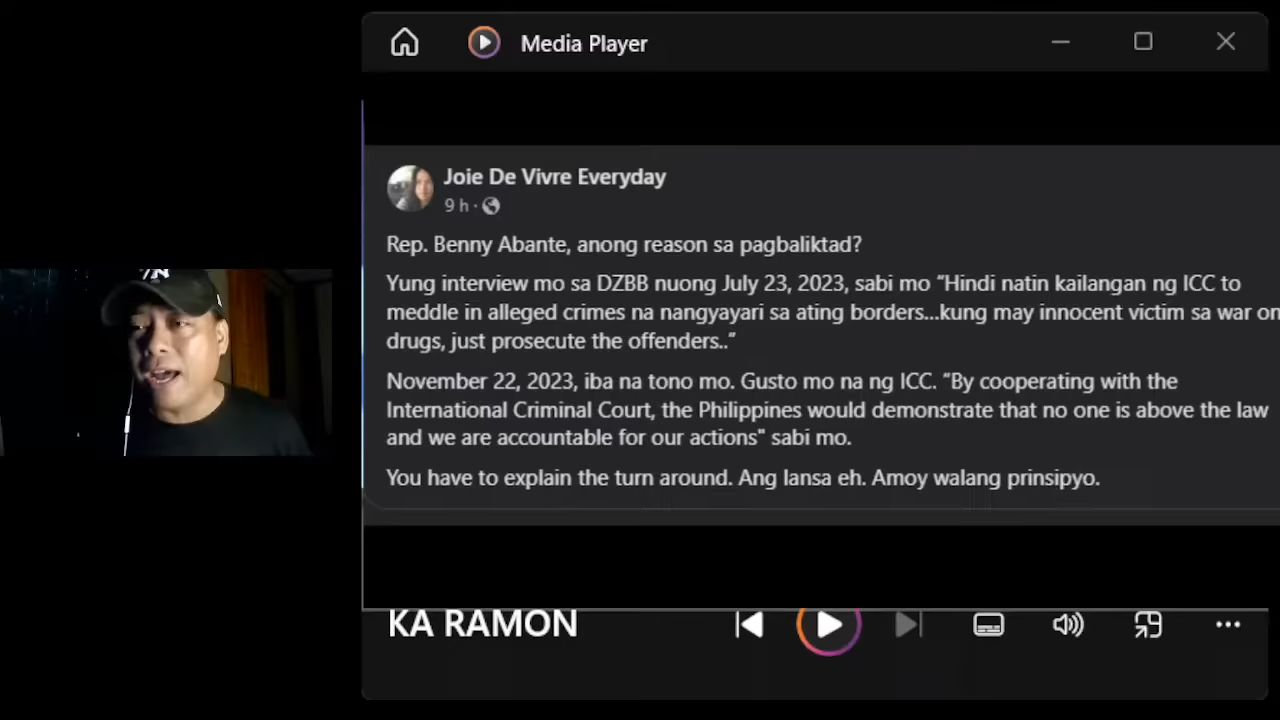 Media Player
Joie De Vivre Everyday
9 h ·
Rep. Benny Abante, anong reason sa pagbaliktad?
Yung interview mo sa DZBB nuong July 23, 2023, sabi mo “Hindi natin kailangan ng ICC to
meddle in alleged crimes na nangyayari sa ating borders...kung may innocent victim sa war on
drugs, just prosecute the offenders..”
November 22, 2023, iba na tono mo. Gusto mo na ng ICC. “By cooperating with the
International Criminal Court, the Philippines would demonstrate that no one is above the law
and we are accountable for our actions" sabi mo.
You have to explain the turn around. Ang lansa eh. Amoy walang prinsipyo.
KA RAMON